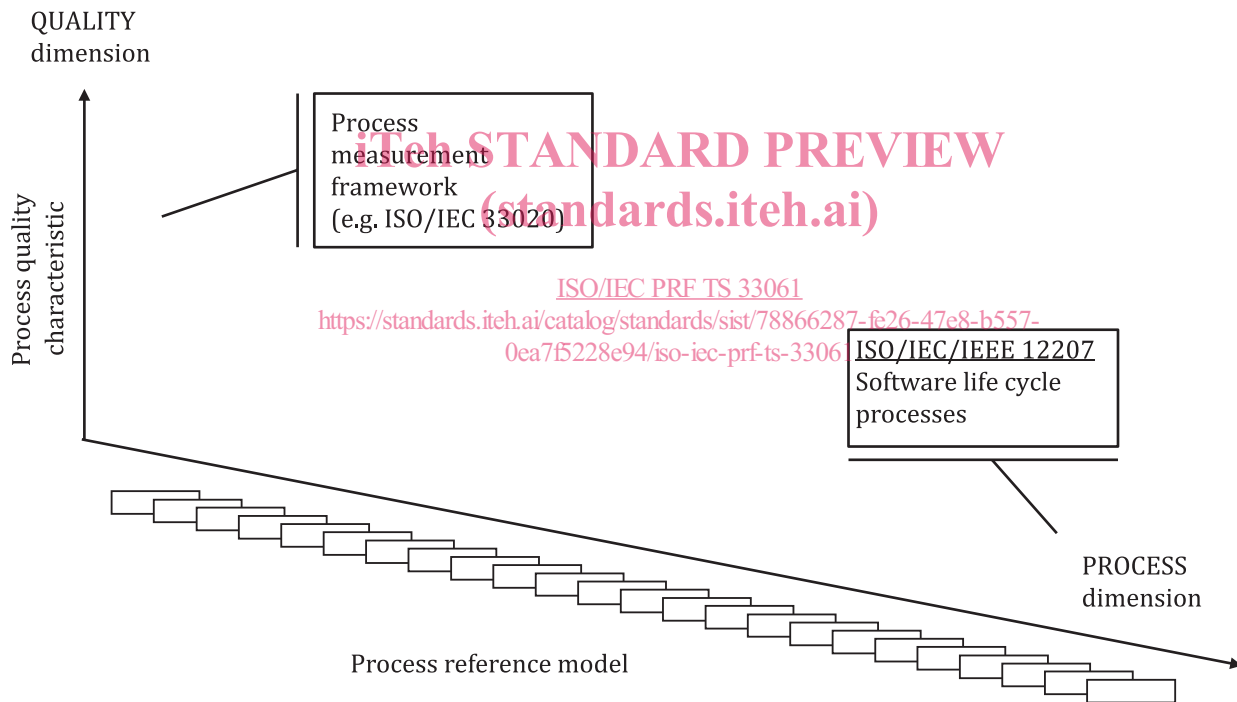 QUALITY
dimension
Process
measurement
framework
(e.g. ISO/IEC 33020)
iTeh STANDARD PREVIEW
(standards.iteh.ai)
Process quality
characteristic
ISO/IEC PRF TS 33061
https://standards.iteh.ai/catalog/standards/sist/78866287-fe26-47e8-b557-
0ea7f5228e94/iso-iec-prf-ts-33061
ISO/IEC/IEEE 12207
Software life cycle
processes
PROCESS
dimension
Process reference model